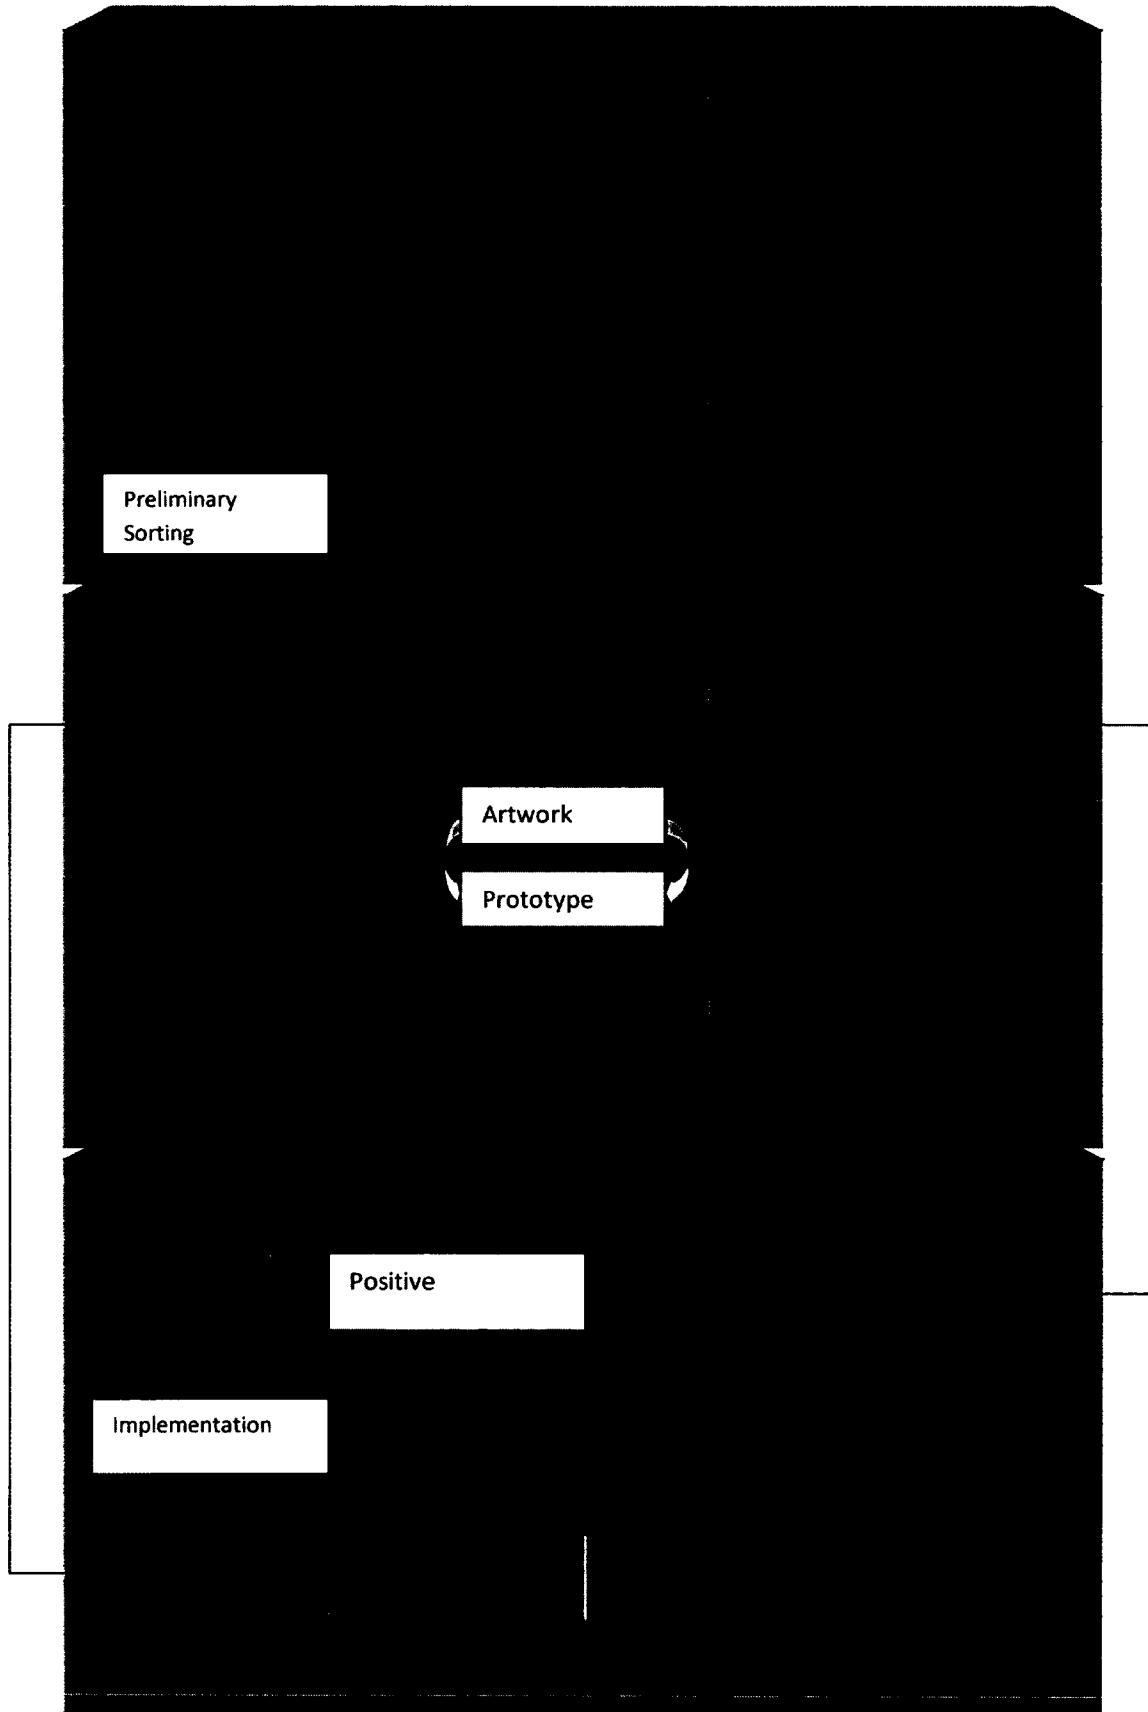 Preliminary
Sorting
Artwork
Prototype
Positive
Implementation